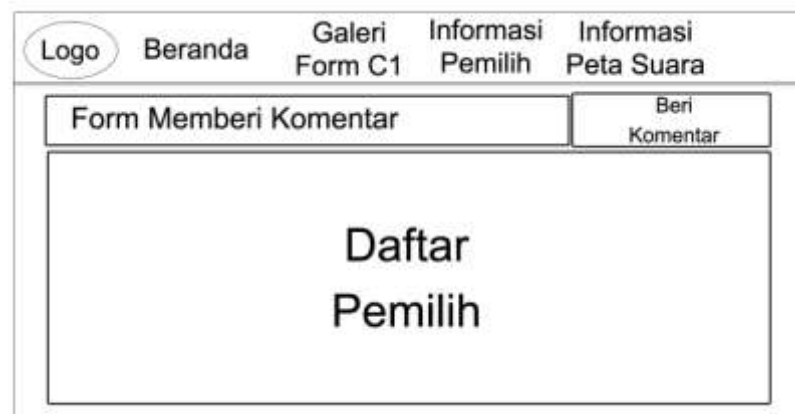 Logo
Beranda
Galeri
Form C1
Informasi
Pemilih
Informasi
Peta Suara
Form Memberi Komentar
Beri
Komentar
Daftar
Pemilih